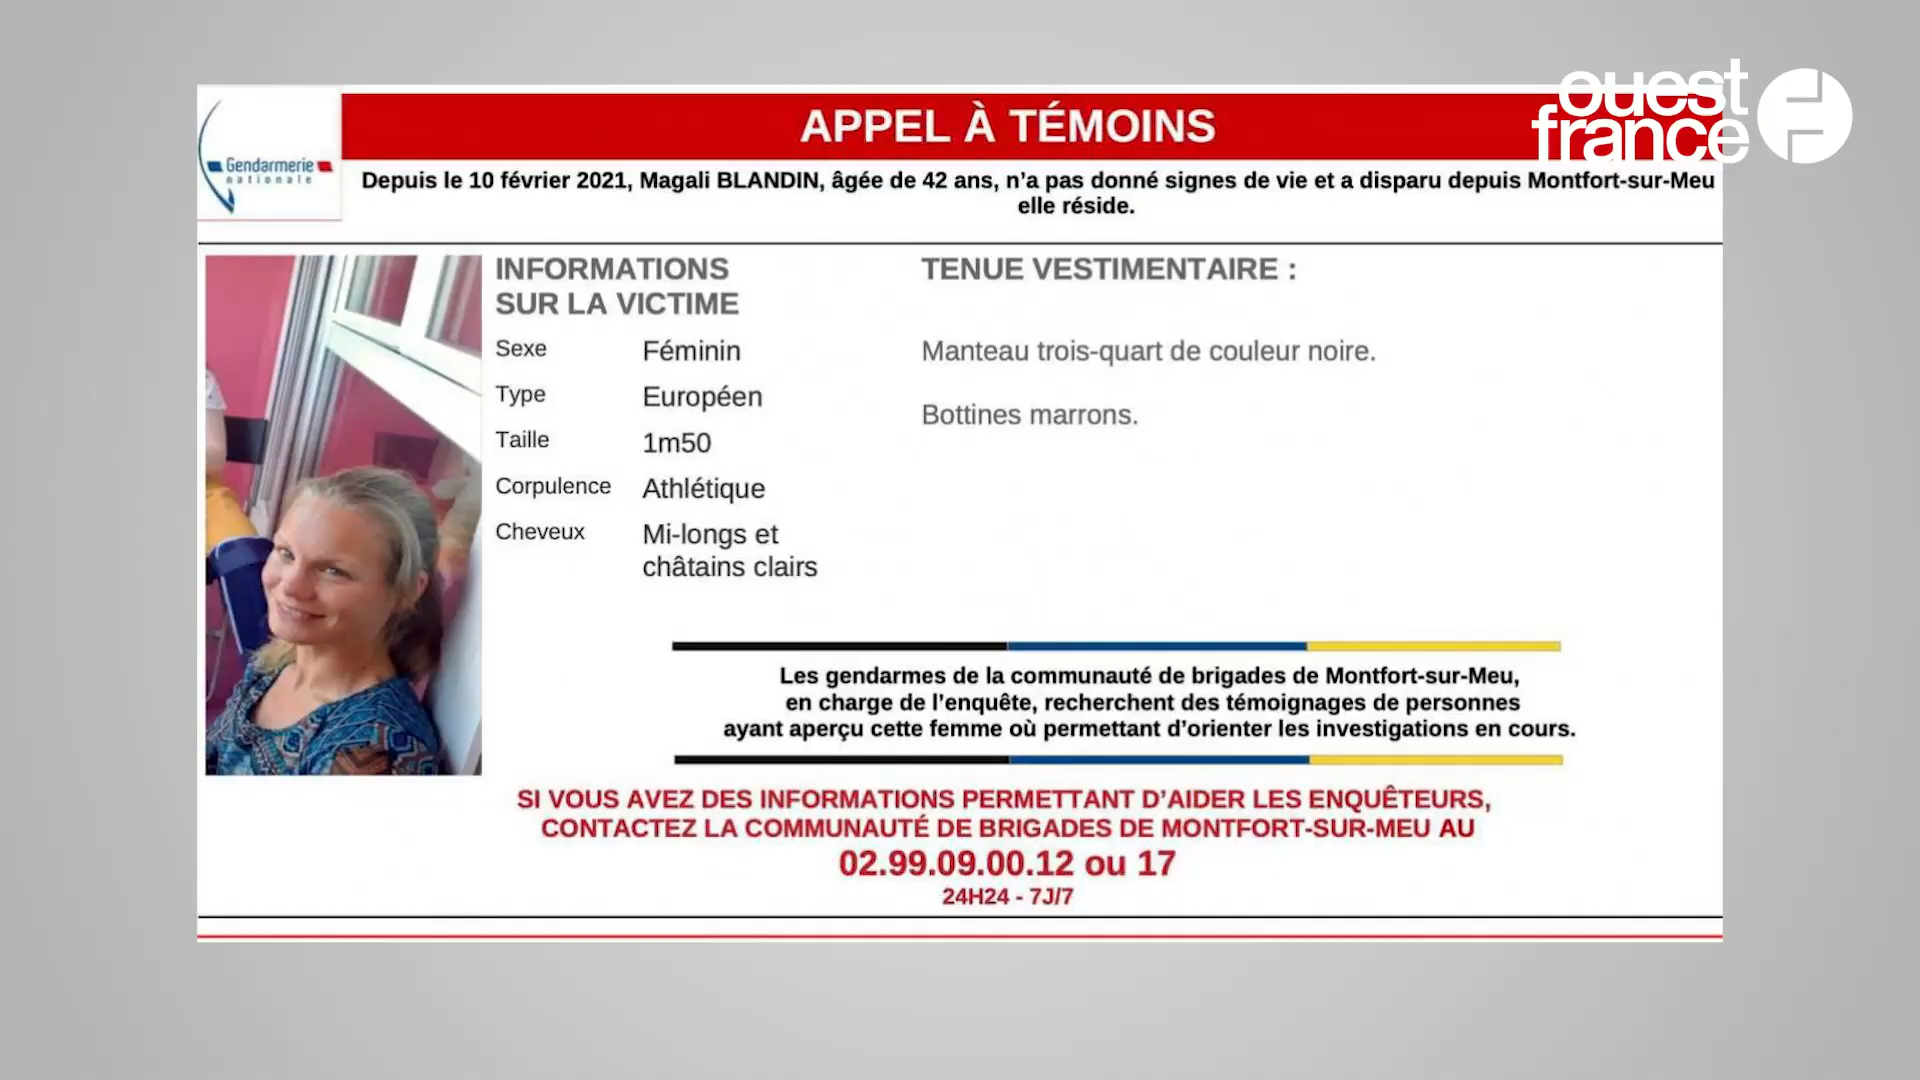 ouest
france
Gendarmerie
nationale
APPEL À TÉMOINS
Depuis le 10 février 2021, Magali BLANDIN, âgée de 42 ans, n’a pas donné signes de vie et a disparu depuis Montfort-sur-Meu
elle réside.
INFORMATIONS
SUR LA VICTIME
Sexe Féminin
Type Européen
Taille 1m50
Corpulence Athlétique
Cheveux Mi-longs et
châtains clairs
TENUE VESTIMENTAIRE :
Manteau trois-quart de couleur noire.
Bottines marrons.
Les gendarmes de la communauté de brigades de Montfort-sur-Meu,
en charge de l’enquête, recherchent des témoignages de personnes
ayant aperçu cette femme où permettant d’orienter les investigations en cours.
SI VOUS AVEZ DES INFORMATIONS PERMETTANT D’AIDER LES ENQUÊTEURS,
CONTACTEZ LA COMMUNAUTÉ DE BRIGADES DE MONTFORT-SUR-MEU AU
02.99.09.00.12 ou 17
24H24 - 7J/7